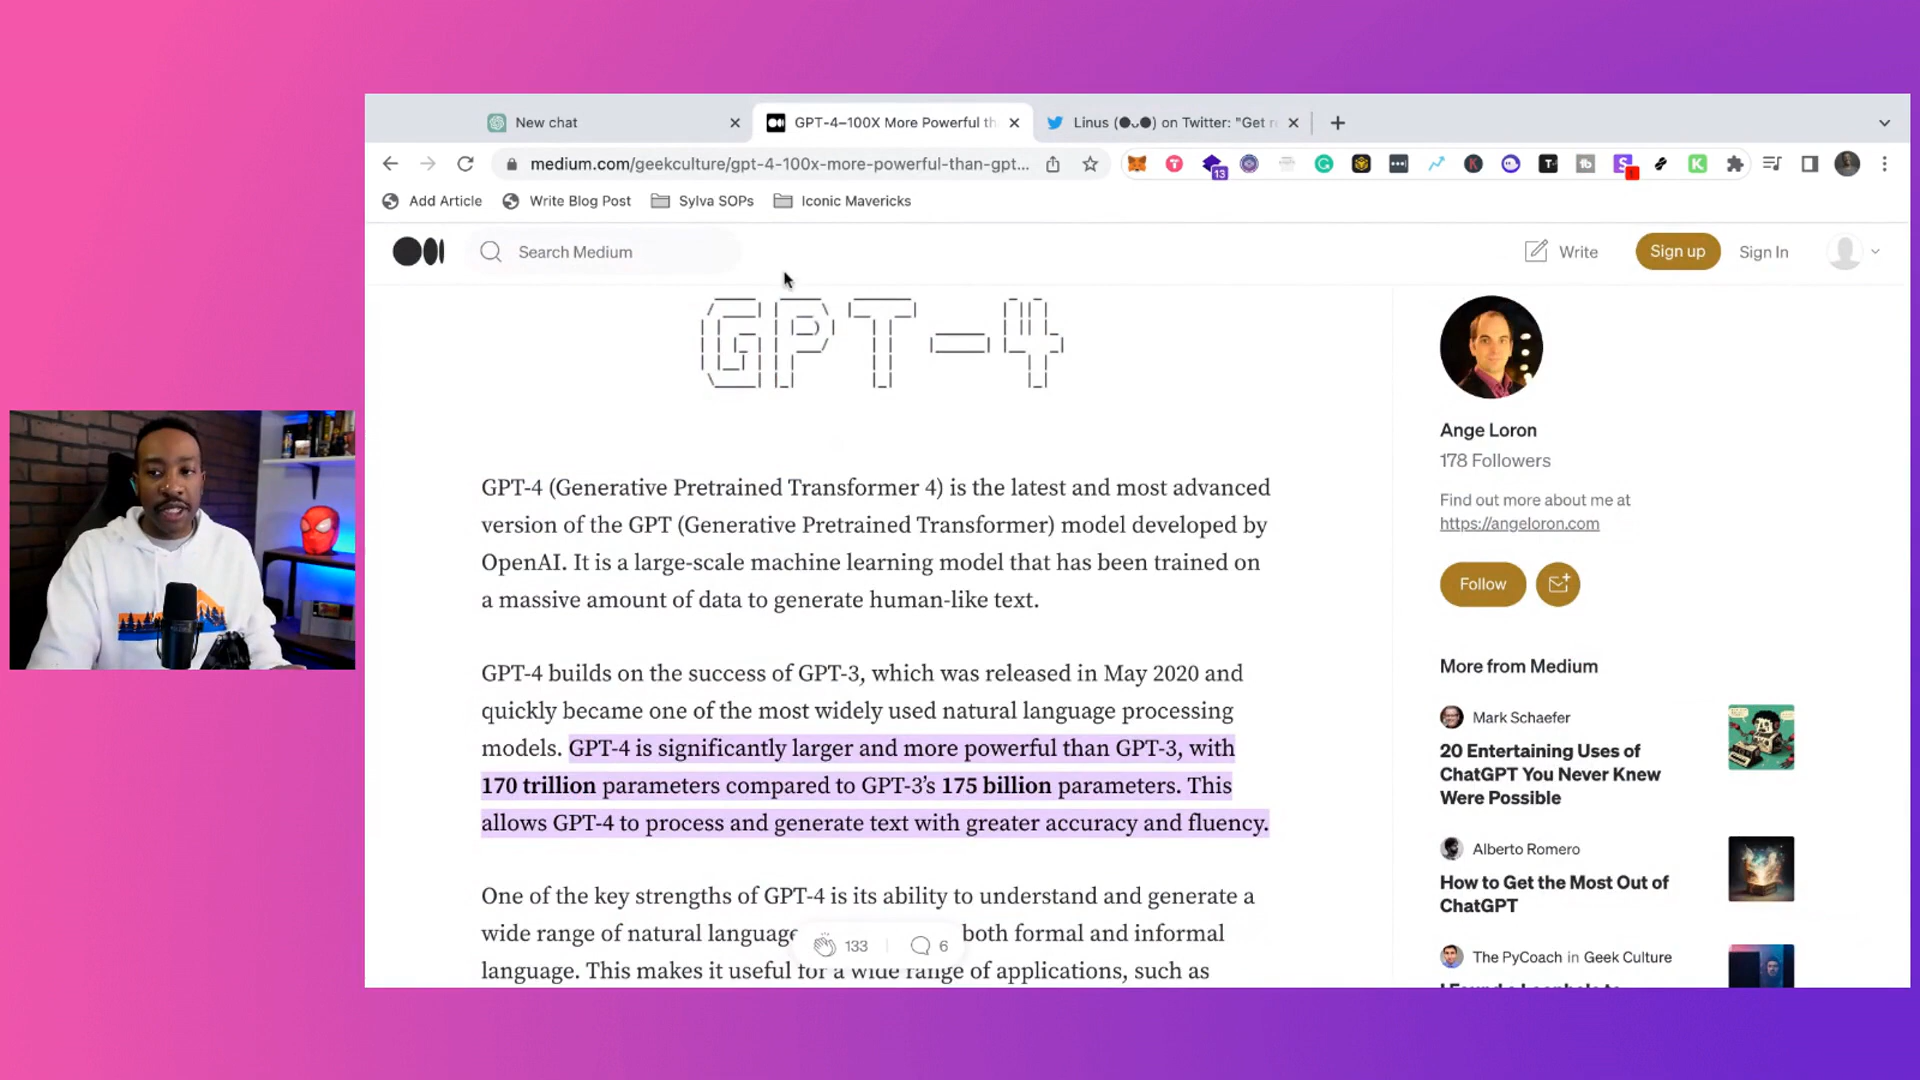 New chat
GPT-4–100X More Powerful th
Linus (●ᴗ●) on Twitter: "Get r
medium.com/geekculture/gpt-4-100x-more-powerful-than-gpt...
13
1
Add Article
Write Blog Post
Sylva SOPs
Iconic Mavericks
Search Medium
Write
Sign up
Sign In
GPT-4
GPT-4 (Generative Pretrained Transformer 4) is the latest and most advanced
version of the GPT (Generative Pretrained Transformer) model developed by
OpenAI. It is a large-scale machine learning model that has been trained on
a massive amount of data to generate human-like text.
GPT-4 builds on the success of GPT-3, which was released in May 2020 and
quickly became one of the most widely used natural language processing
models. GPT-4 is significantly larger and more powerful than GPT-3, with
170 trillion parameters compared to GPT-3's 175 billion parameters. This
allows GPT-4 to process and generate text with greater accuracy and fluency.
One of the key strengths of GPT-4 is its ability to understand and generate a
wide range of natural language both formal and informal
133
6
language. This makes it useful for a wide range of applications, such as
Ange Loron
178 Followers
Find out more about me at
https://angeloron.com
Follow
More from Medium
Mark Schaefer
20 Entertaining Uses of
ChatGPT You Never Knew
Were Possible
Alberto Romero
How to Get the Most Out of
ChatGPT
The PyCoach in Geek Culture